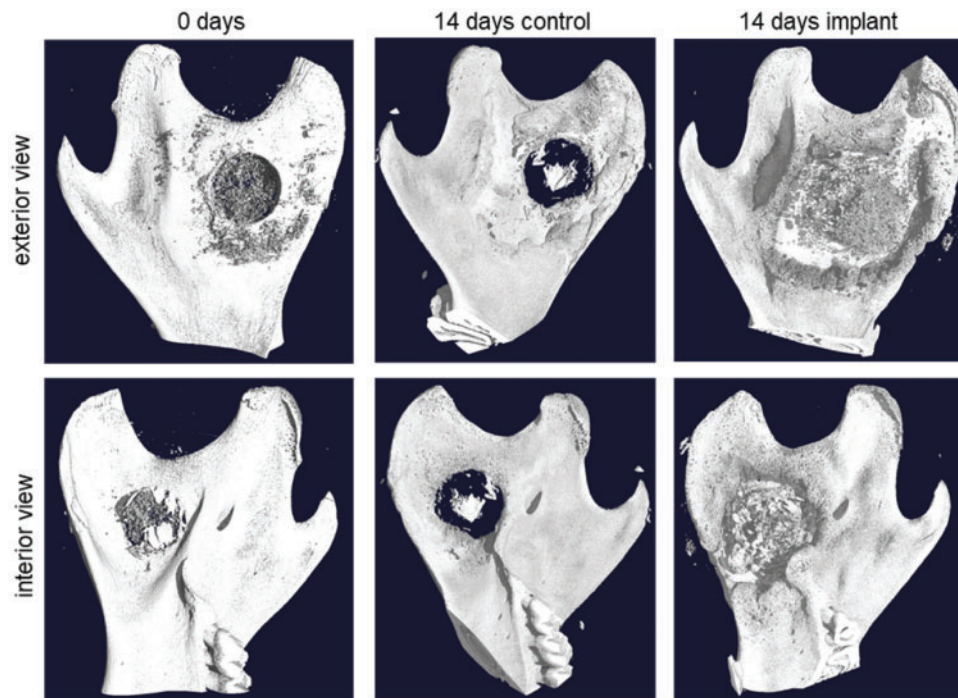 0 days
14 days control
14 days implant
exterior view
interior view